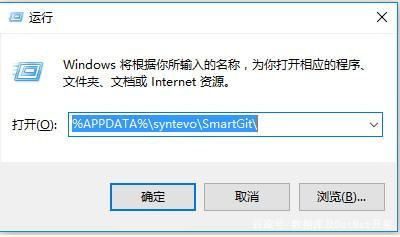 运行
Windows 将根据你所输入的名称，为你打开相应的程序、
文件夹、文档或 Internet 资源。
打开(O):
%APPDATA%\syntevo\SmartGit\
确定
取消
浏览(B)...